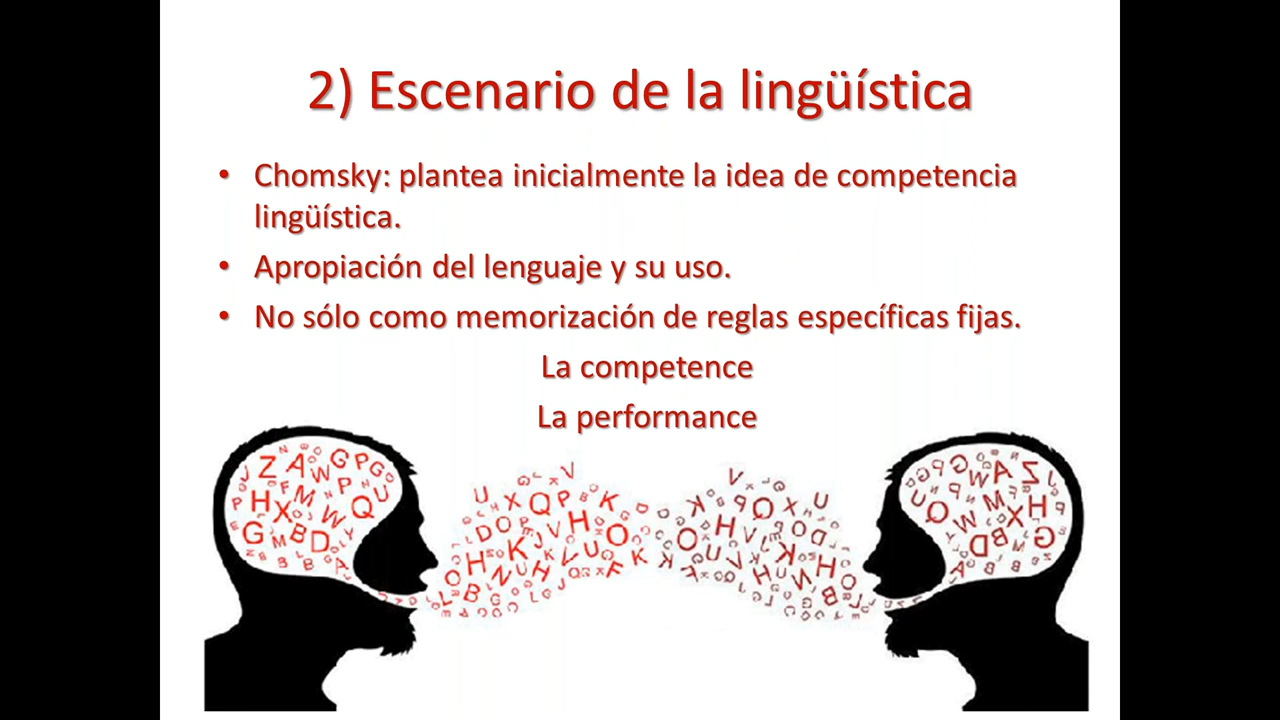 2) Escenario de la lingüística
• Chomsky: plantea inicialmente la idea de competencia
lingüística.
• Apropiación del lenguaje y su uso.
• No sólo como memorización de reglas específicas fijas.
La competence
La performance